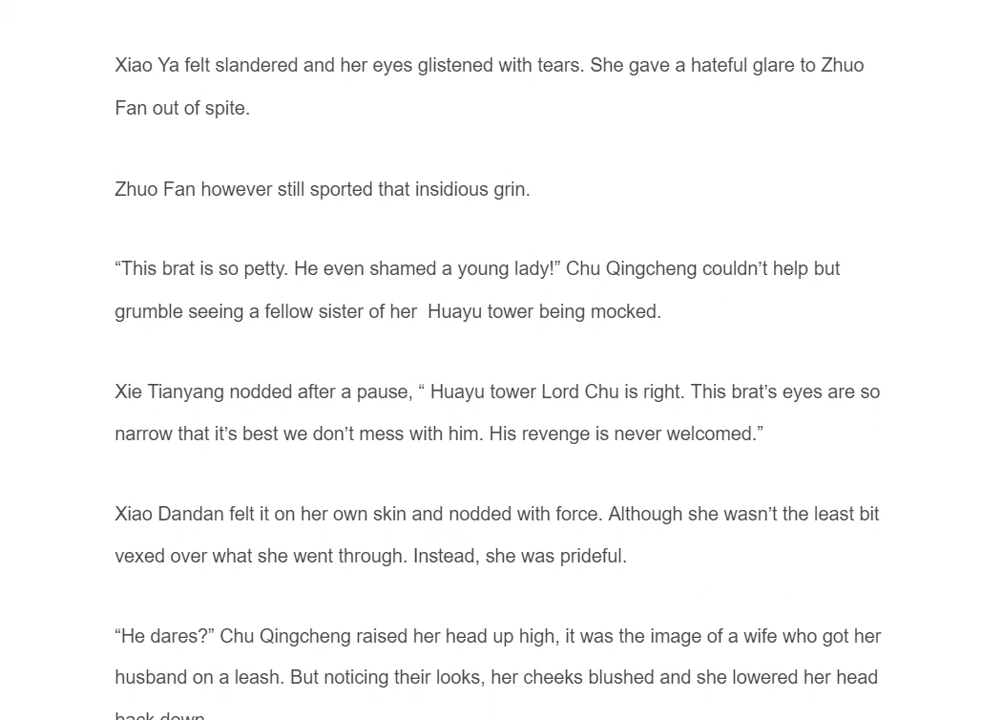 Xiao Ya felt slandered and her eyes glistened with tears. She gave a hateful glare to Zhuo
Fan out of spite.
Zhuo Fan however still sported that insidious grin.
“This brat is so petty. He even shamed a young lady!” Chu Qingcheng couldn’t help but
grumble seeing a fellow sister of her  Huayu tower being mocked.
Xie Tianyang nodded after a pause, “ Huayu tower Lord Chu is right. This brat’s eyes are so
narrow that it’s best we don’t mess with him. His revenge is never welcomed.”
Xiao Dandan felt it on her own skin and nodded with force. Although she wasn’t the least bit
vexed over what she went through. Instead, she was prideful.
“He dares?” Chu Qingcheng raised her head up high, it was the image of a wife who got her
husband on a leash. But noticing their looks, her cheeks blushed and she lowered her head
back down.